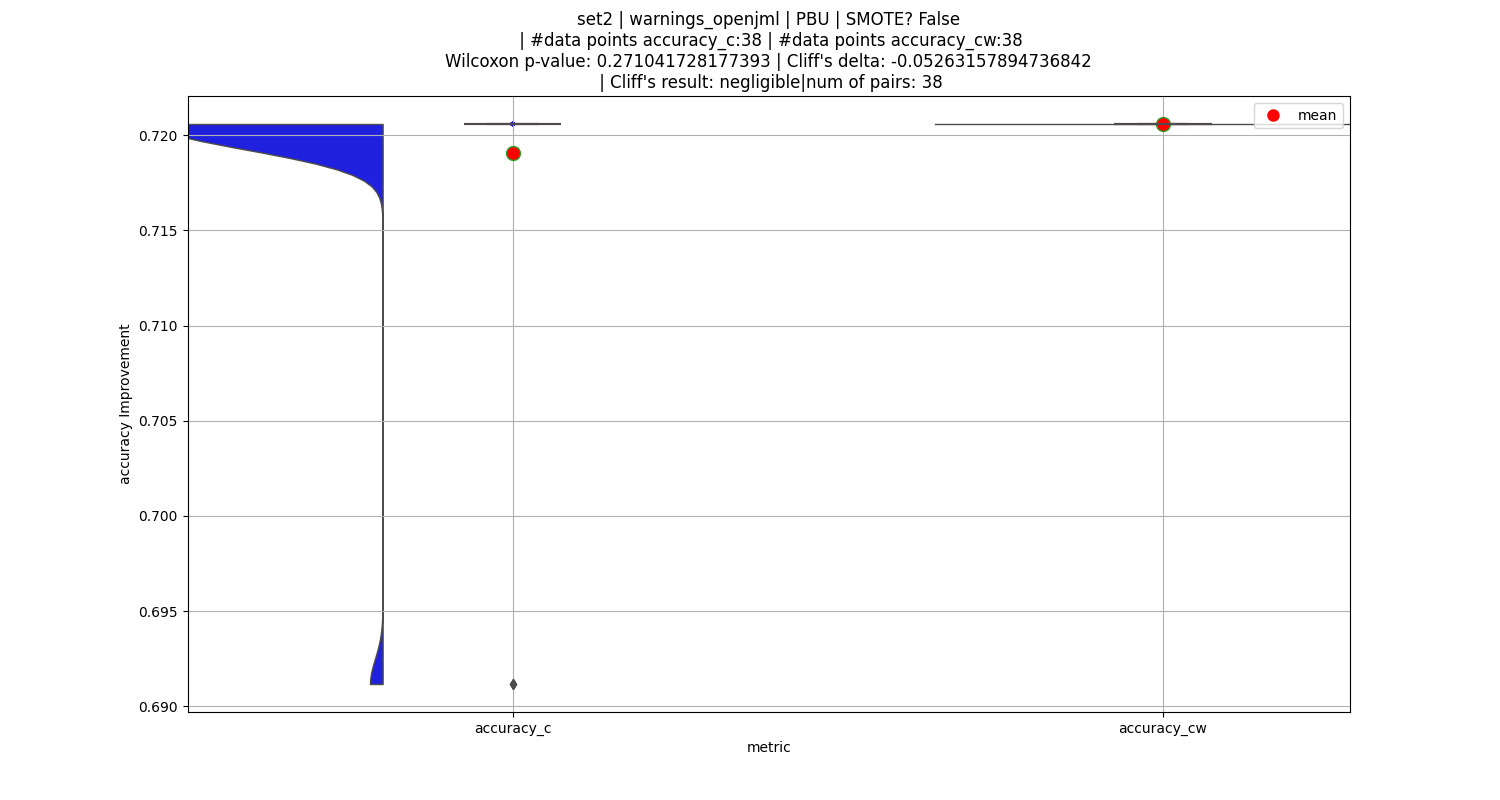 set2 | warnings_openjml | PBU | SMOTE? False
| #data points accuracy_c:38 | #data points accuracy_cw:38
Wilcoxon p-value: 0.271041728177393 | Cliff's delta: -0.05263157894736842
| Cliff's result: negligible|num of pairs: 38
mean
0.720
0.715
0.710
0.705
0.700
0.695
0.690
accuracy Improvement
accuracy_c
accuracy_cw
metric